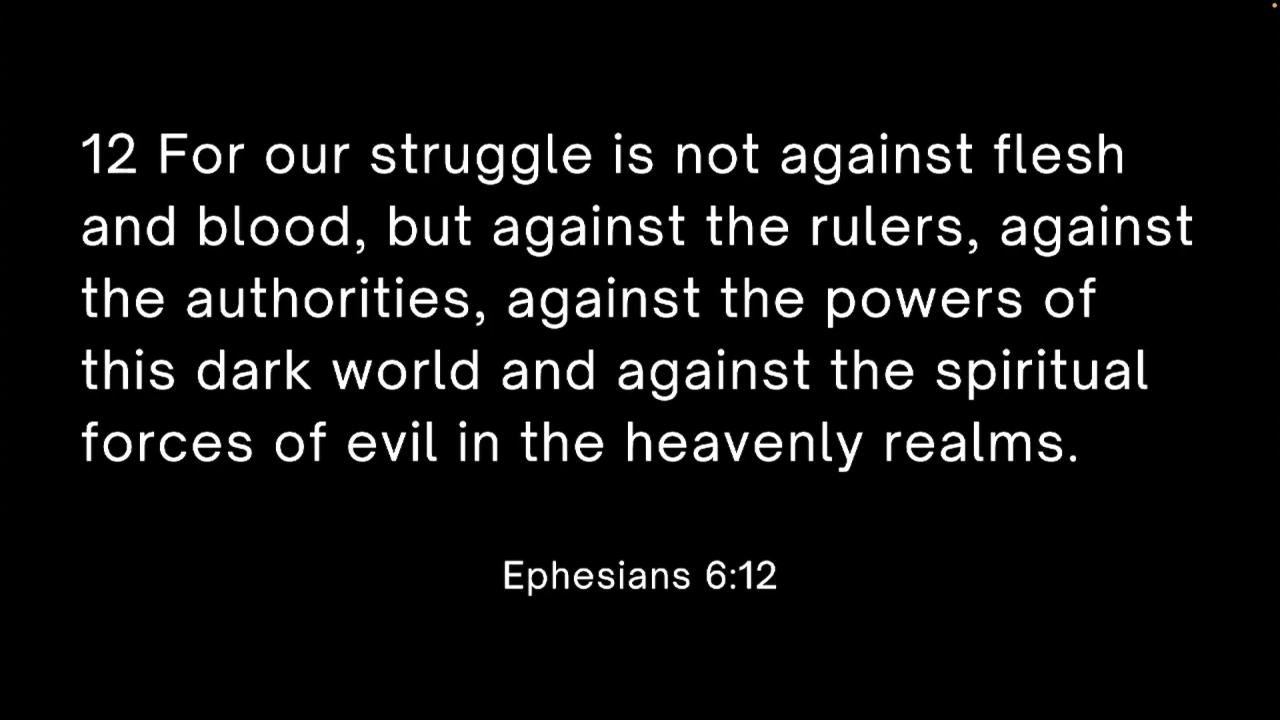 12 For our struggle is not against flesh
and blood, but against the rulers, against
the authorities, against the powers of
this dark world and against the spiritual
forces of evil in the heavenly realms.
Ephesians 6:12